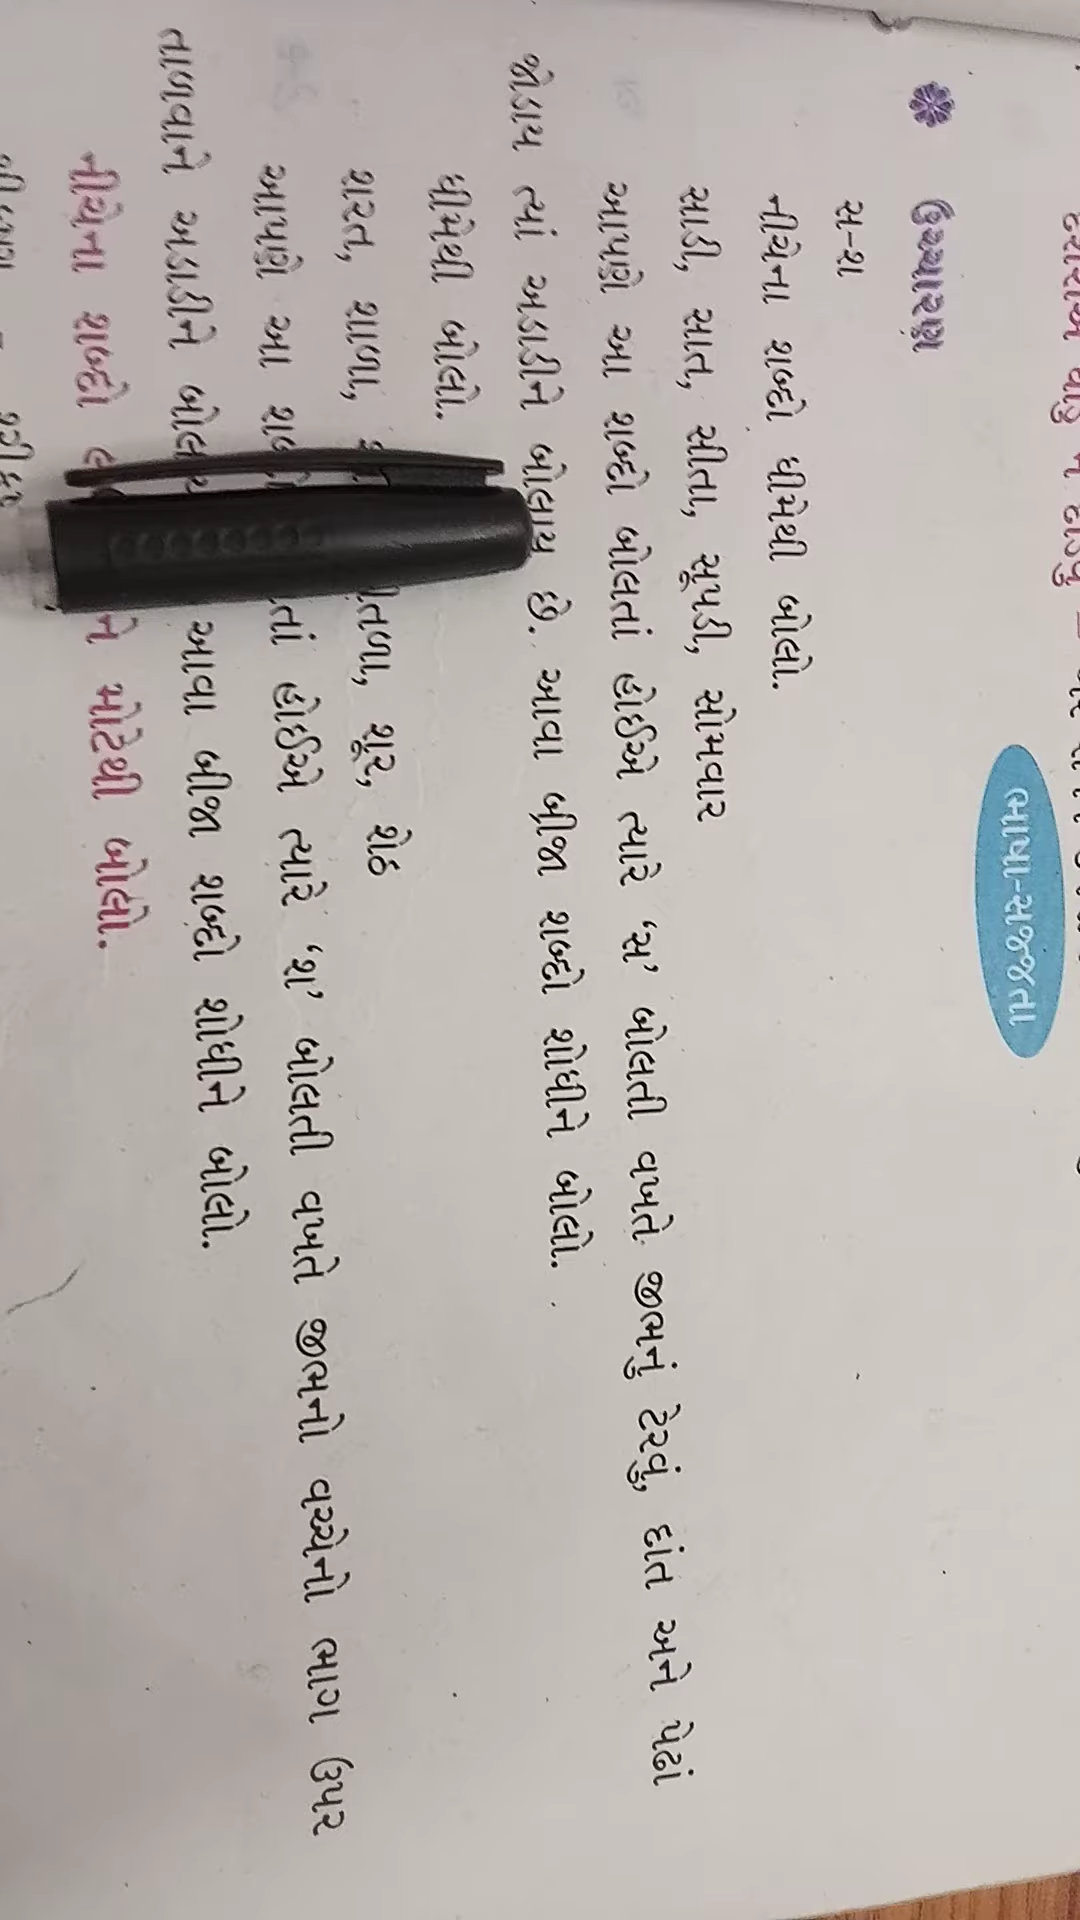 ભાષા-સજ્જતા
ઉચ્ચારણ
સ-શ
નીચેના શબ્દો ધીમેથી બોલો.
સાડી, સાત, સીતા, સૂપડી, સોમવાર
આપણે આ શબ્દો બોલતાં હોઈએ ત્યારે ‘સ’ બોલતી વખતે જીભનું ટેરવું, દાંત અને પેઢાં
જોડાય ત્યાં અડાડીને બોલાય છે. આવા બીજા શબ્દો શોધીને બોલો.
ધીમેથી બોલો.
શરત, શાળા, શૂર, શેઠ
આપણે આ હોઈએ ત્યારે ‘શ’ બોલતી વખતે જીભનો વચ્ચેનો ભાગ ઉપર
તાળવાને અડાડીને આવા બીજા શબ્દો શોધીને બોલો.
નીચેના શબ્દો મોટેથી બોલો.